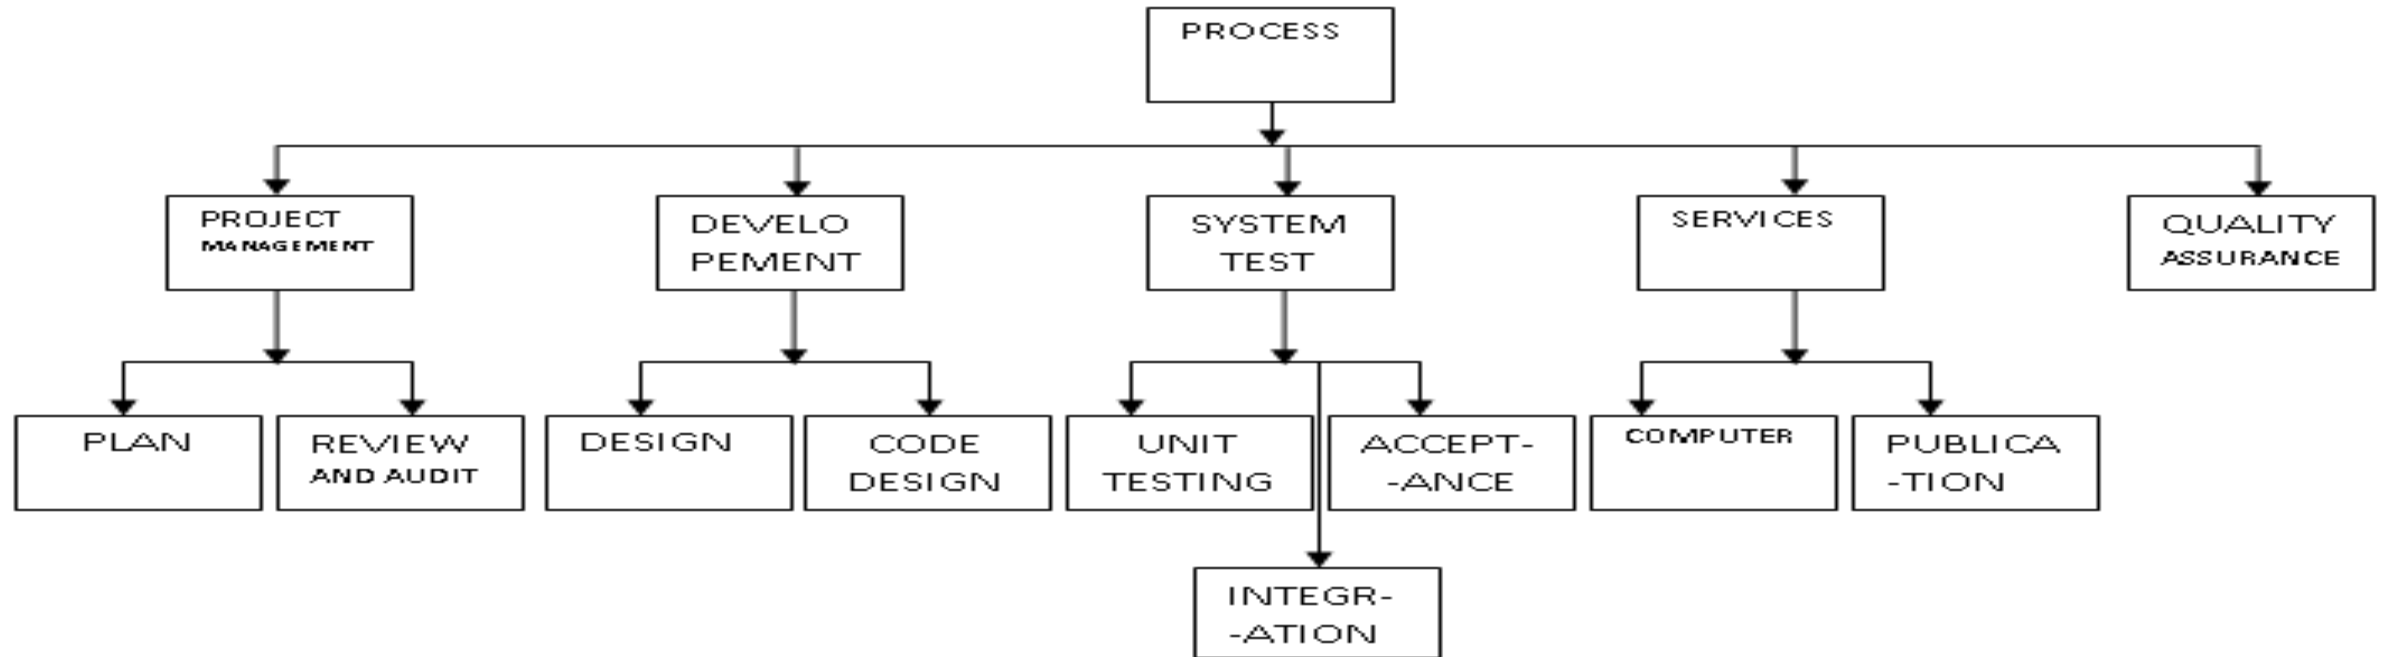 PROCESS
PROJECT
MANAGEMENT
DEVELO
PEMENT
SYSTEM
TEST
SERVICES
QUALITY
ASSURANCE
PLAN
REVIEW
AND AUDIT
DESIGN
CODE
DESIGN
UNIT
TESTING
ACCEPT-
-ANCE
COMPUTER
PUBLICA
-TION
INTEGR-
-ATION